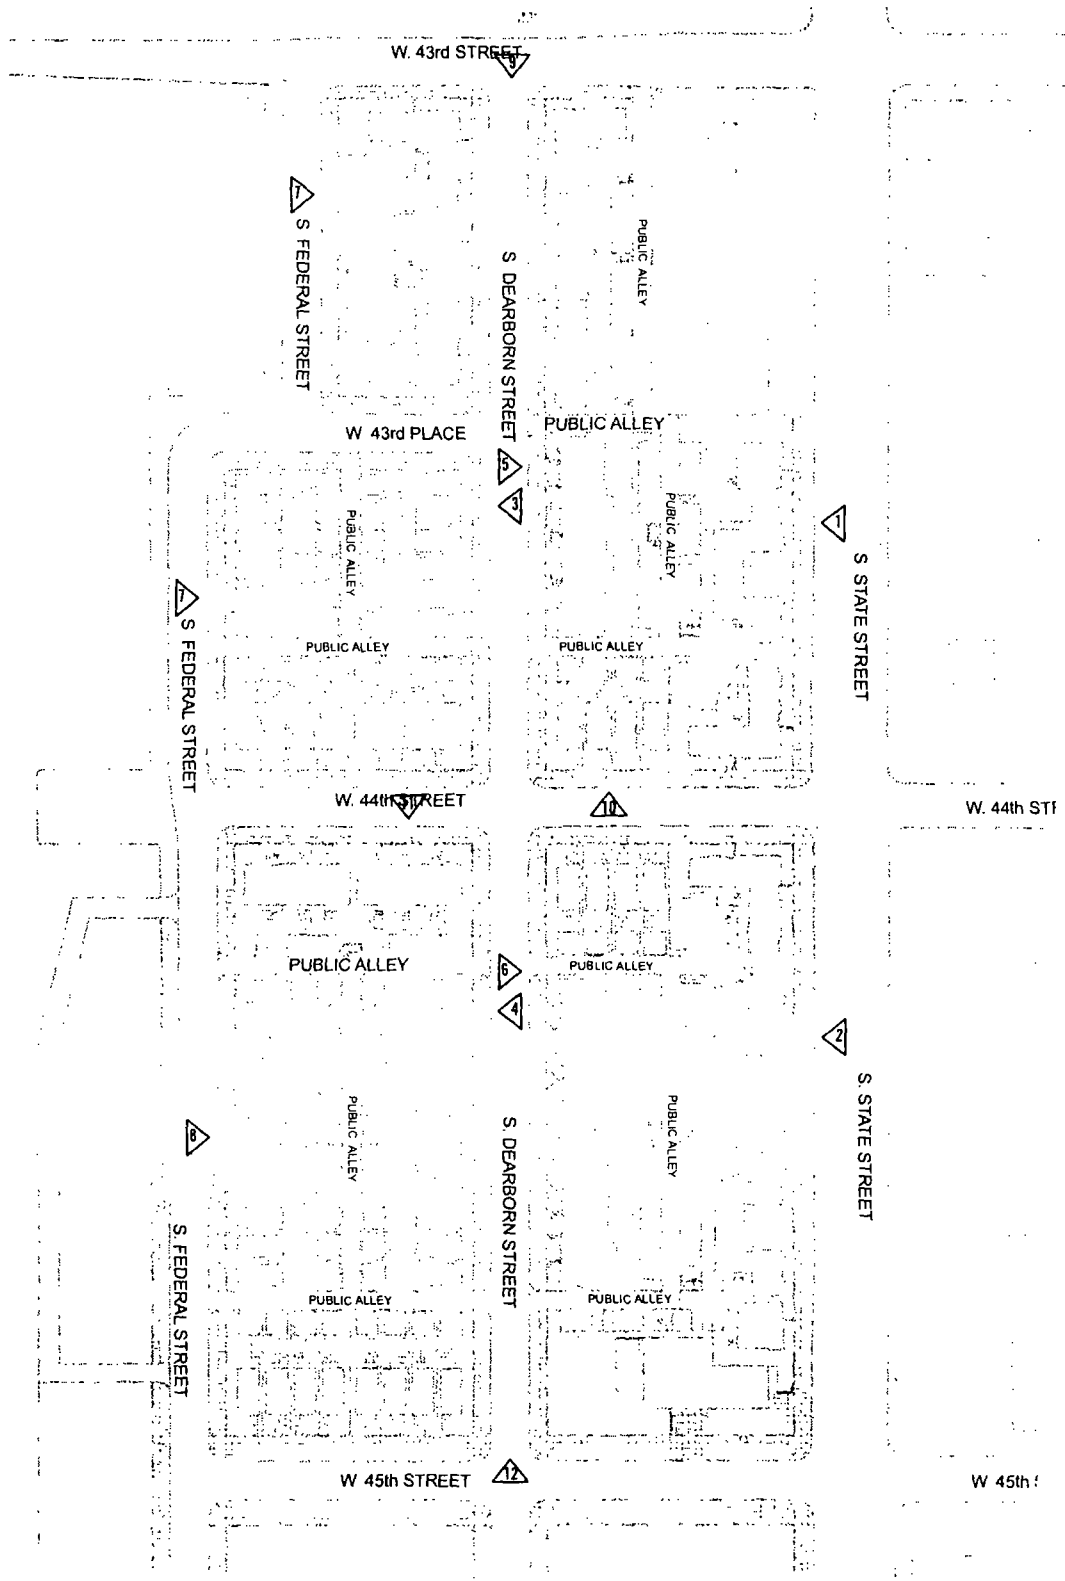 W. 43rd STREET
9
7
S FEDERAL STREET
S DEARBORN STREET
PUBLIC ALLEY
W 43rd PLACE
PUBLIC ALLEY
5
3
PUBLIC ALLEY
PUBLIC ALLEY
1
S. STATE STREET
7
S. FEDERAL STREET
PUBLIC ALLEY
PUBLIC ALLEY
W. 44th STREET
10
W. 44th STF
PUBLIC ALLEY
6
PUBLIC ALLEY
4
2
PUBLIC ALLEY
PUBLIC ALLEY
S. STATE STREET
8
S. DEARBORN STREET
S. FEDERAL STREET
PUBLIC ALLEY
PUBLIC ALLEY
W 45th STREET
12
W 45th